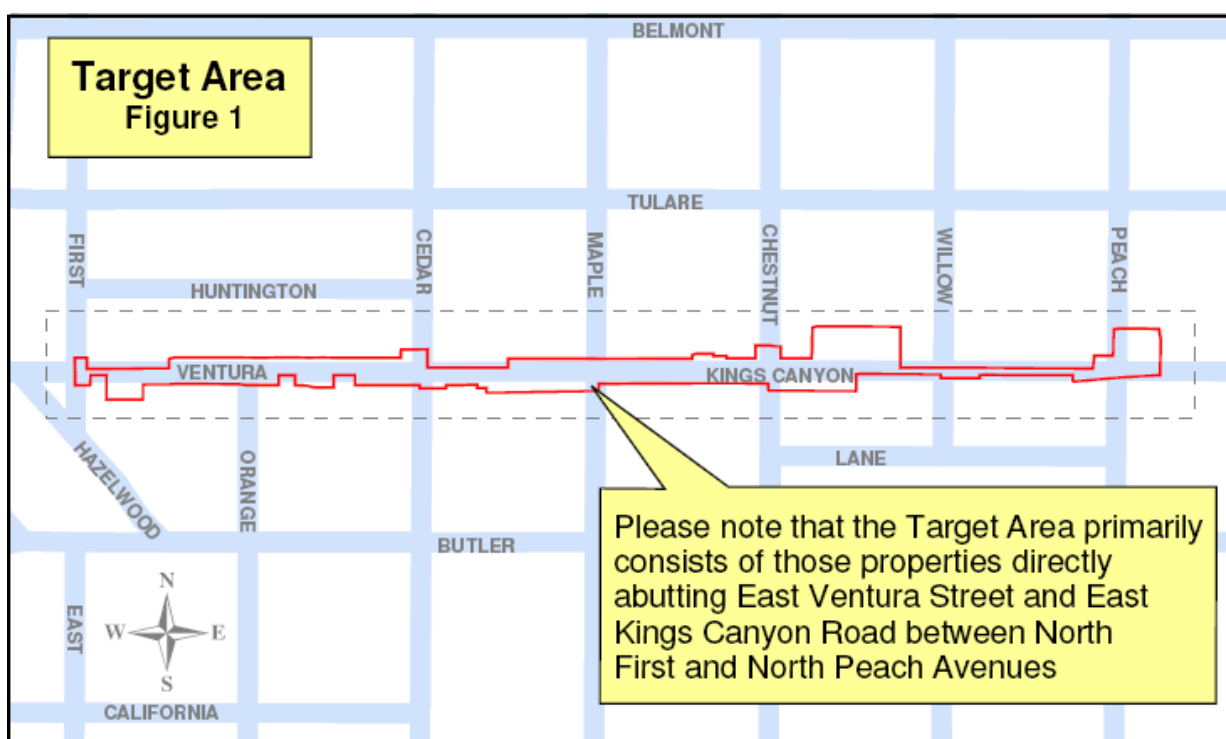 BELMONT
Target Area
Figure 1
TULARE
FIRST
CEDAR
MAPLE
CHESTNUT
WILLOW
PEACH
HUNTINGTON
VENTURA
KINGS CANYON
HAZELWOOD
ORANGE
LANE
BUTLER
Please note that the Target Area primarily
consists of those properties directly
abutting East Ventura Street and East
Kings Canyon Road between North
First and North Peach Avenues
EAST
N
W
E
S
CALIFORNIA